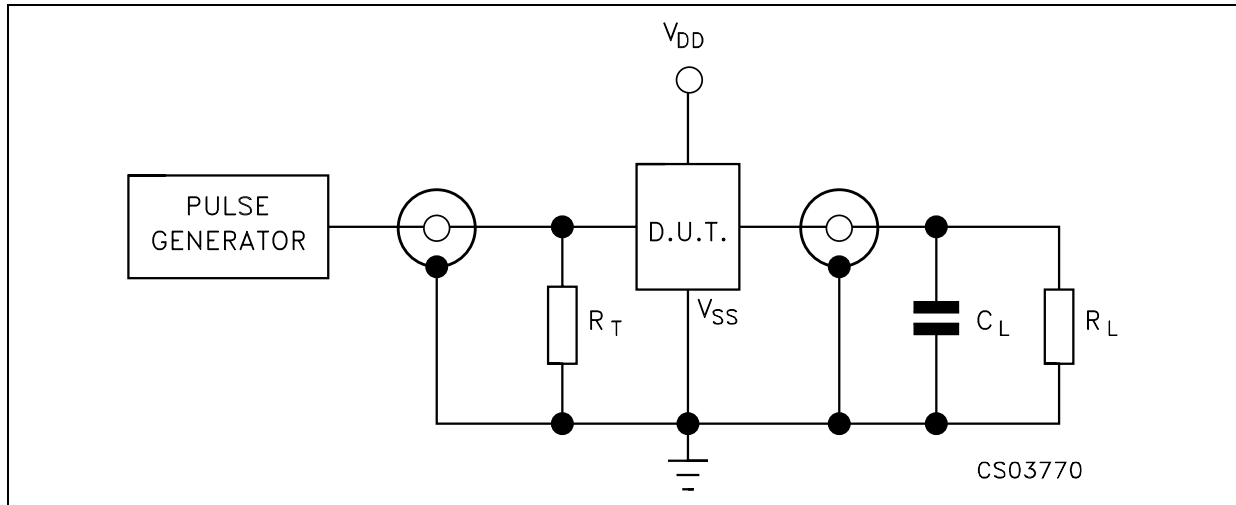 VDD
PULSE
GENERATOR
D.U.T.
RT
VSS
CL
RL
CS03770